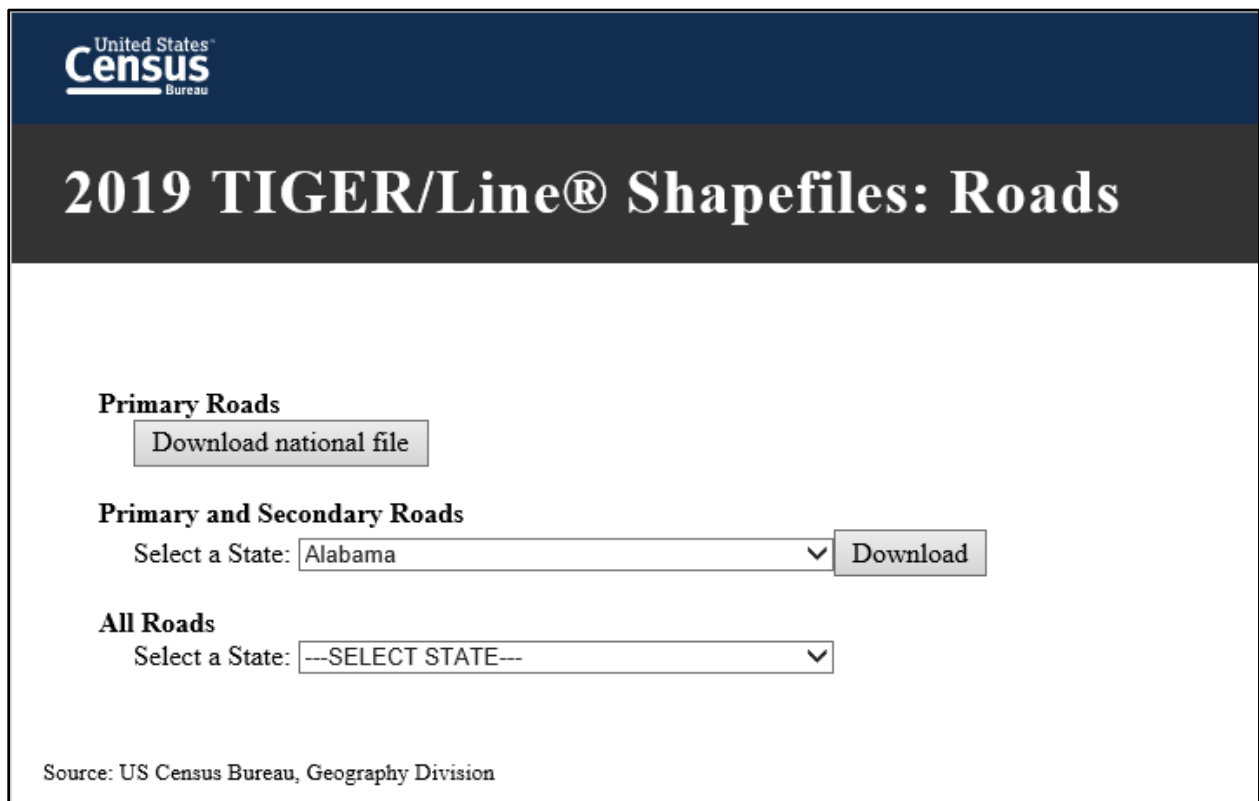 United States™
Census
Bureau
2019 TIGER/Line® Shapefiles: Roads
Primary Roads
Download national file
Primary and Secondary Roads
Select a State: Alabama Download
All Roads
Select a State: ---SELECT STATE---
Source: US Census Bureau, Geography Division